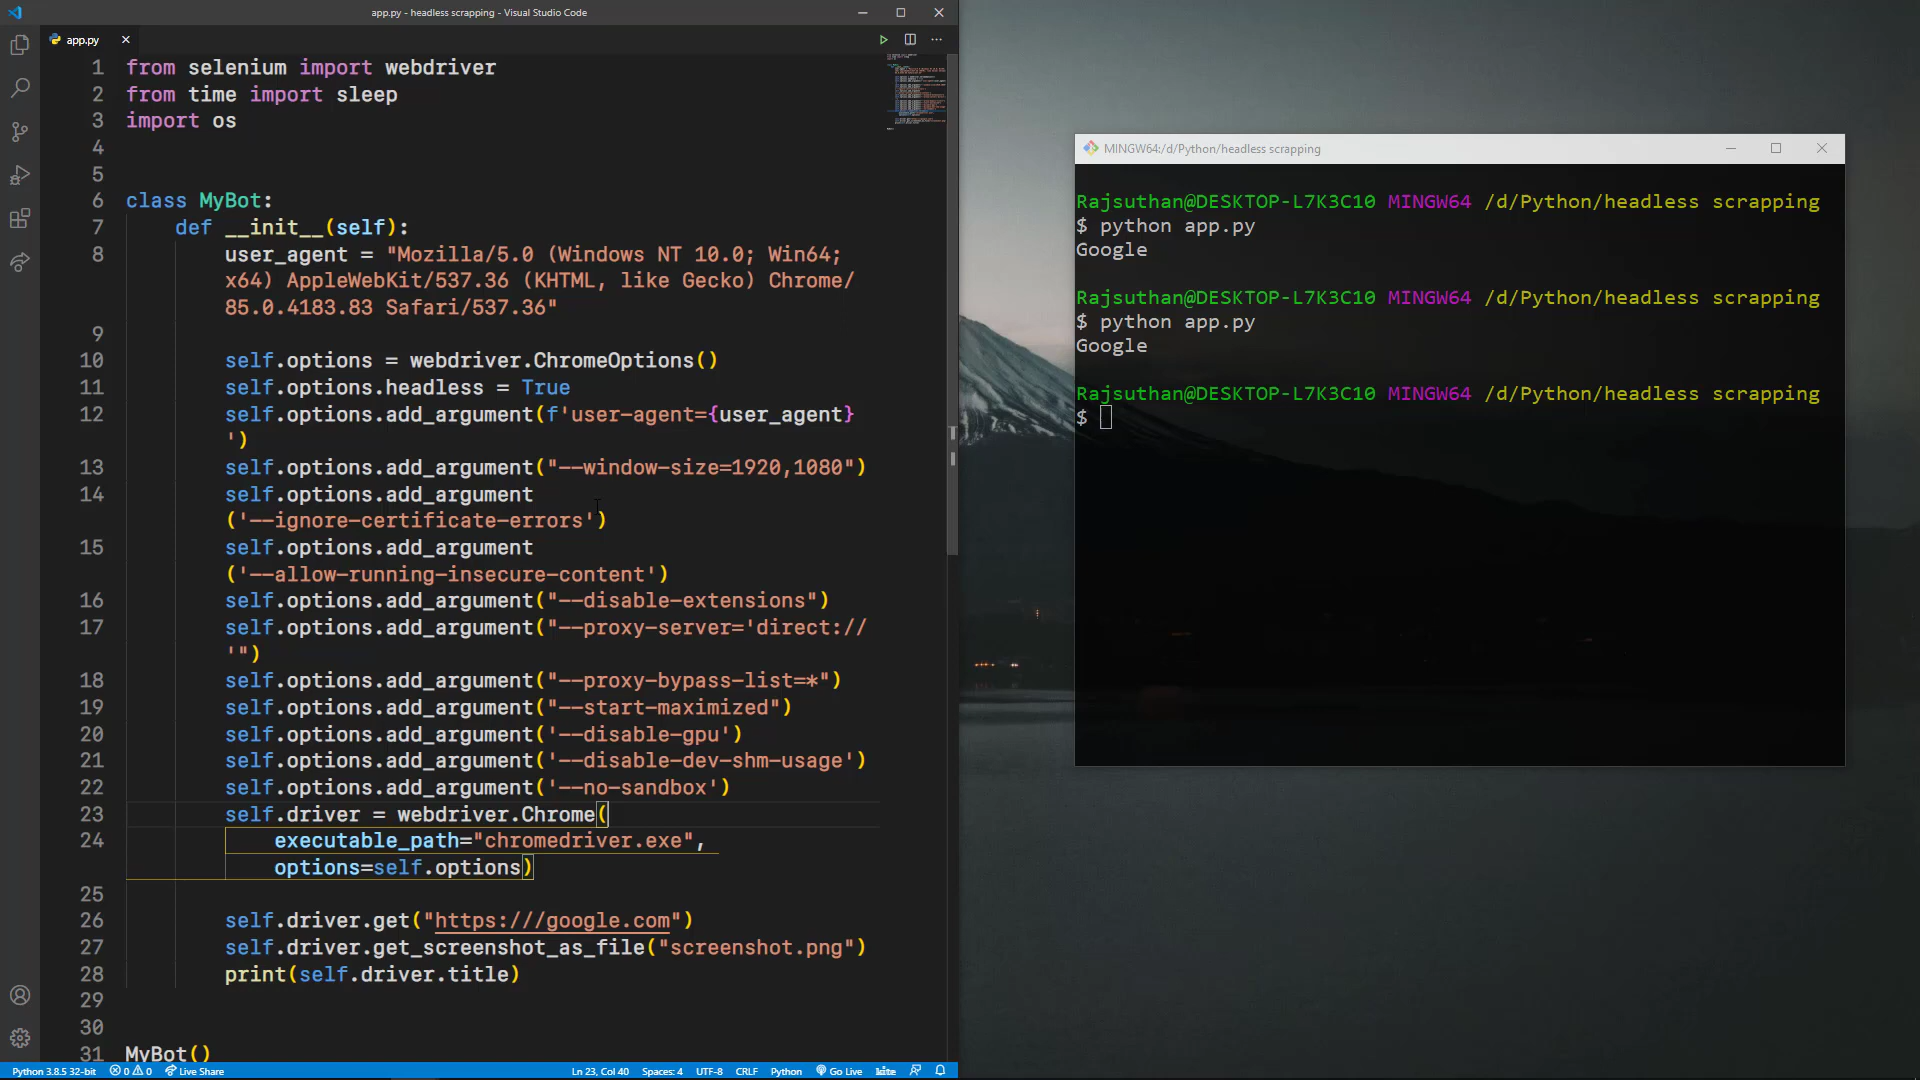 app.py - headless scrapping - Visual Studio Code
app.py
1 from selenium import webdriver
2 from time import sleep
3 import os
4
5
6 class MyBot:
7 def __init__(self):
8 user_agent = "Mozilla/5.0 (Windows NT 10.0; Win64;
x64) AppleWebKit/537.36 (KHTML, like Gecko) Chrome/
85.0.4183.83 Safari/537.36"
9
10 self.options = webdriver.ChromeOptions()
11 self.options.headless = True
12 self.options.add_argument(f'user-agent={user_agent}
')
13 self.options.add_argument("--window-size=1920,1080")
14 self.options.add_argument
('--ignore-certificate-errors')
15 self.options.add_argument
('--allow-running-insecure-content')
16 self.options.add_argument("--disable-extensions")
17 self.options.add_argument("--proxy-server='direct://
'")
18 self.options.add_argument("--proxy-bypass-list=*")
19 self.options.add_argument("--start-maximized")
20 self.options.add_argument('--disable-gpu')
21 self.options.add_argument('--disable-dev-shm-usage')
22 self.options.add_argument('--no-sandbox')
23 self.driver = webdriver.Chrome(
24 executable_path="chromedriver.exe",
options=self.options)
25
26 self.driver.get("https:///google.com")
27 self.driver.get_screenshot_as_file("screenshot.png")
28 print(self.driver.title)
29
30
31 MyBot()
Python 3.8.5 32-bit 0 0 Live Share Ln 23, Col 40 Spaces: 4 UTF-8 CRLF Python Go Live kite
MINGW64:/d/Python/headless scrapping
Rajsuthan@DESKTOP-L7K3C10 MINGW64 /d/Python/headless scrapping
$ python app.py
Google
Rajsuthan@DESKTOP-L7K3C10 MINGW64 /d/Python/headless scrapping
$ python app.py
Google
Rajsuthan@DESKTOP-L7K3C10 MINGW64 /d/Python/headless scrapping
$